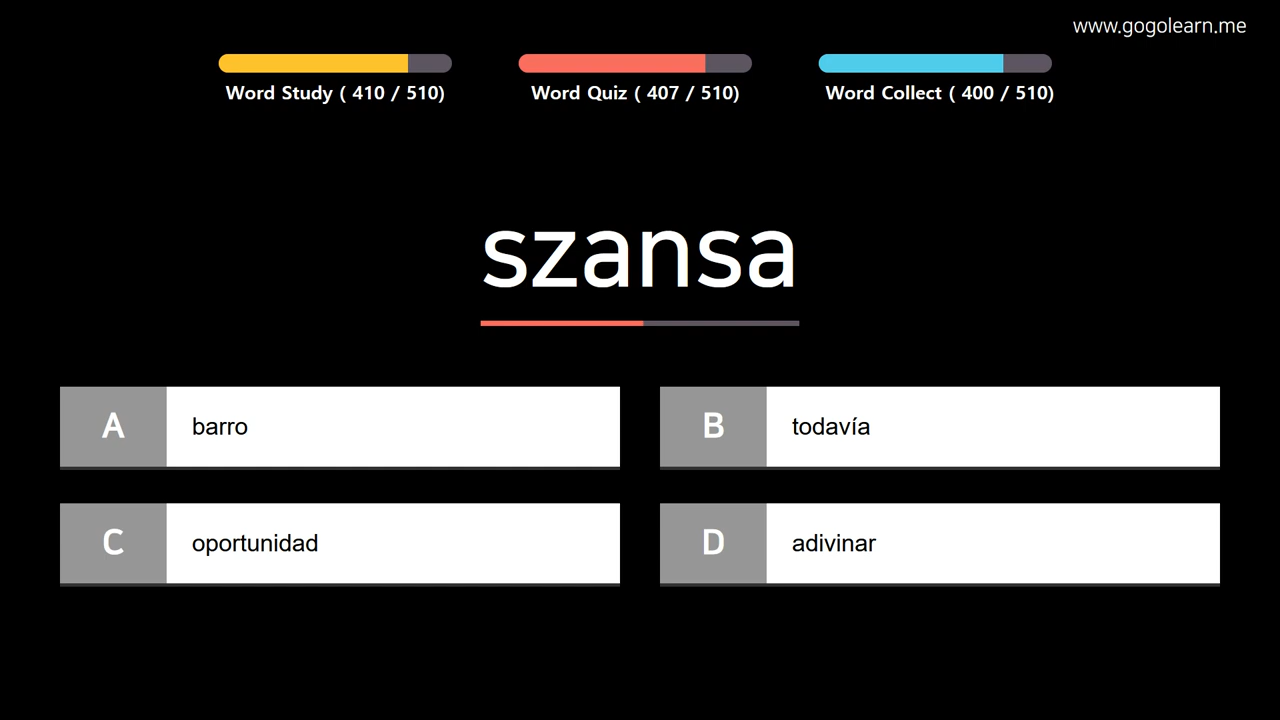 www.gogolearn.me
Word Study ( 410 / 510)
Word Quiz ( 407 / 510)
Word Collect ( 400 / 510)
szansa
A barro
B todavía
C oportunidad
D adivinar